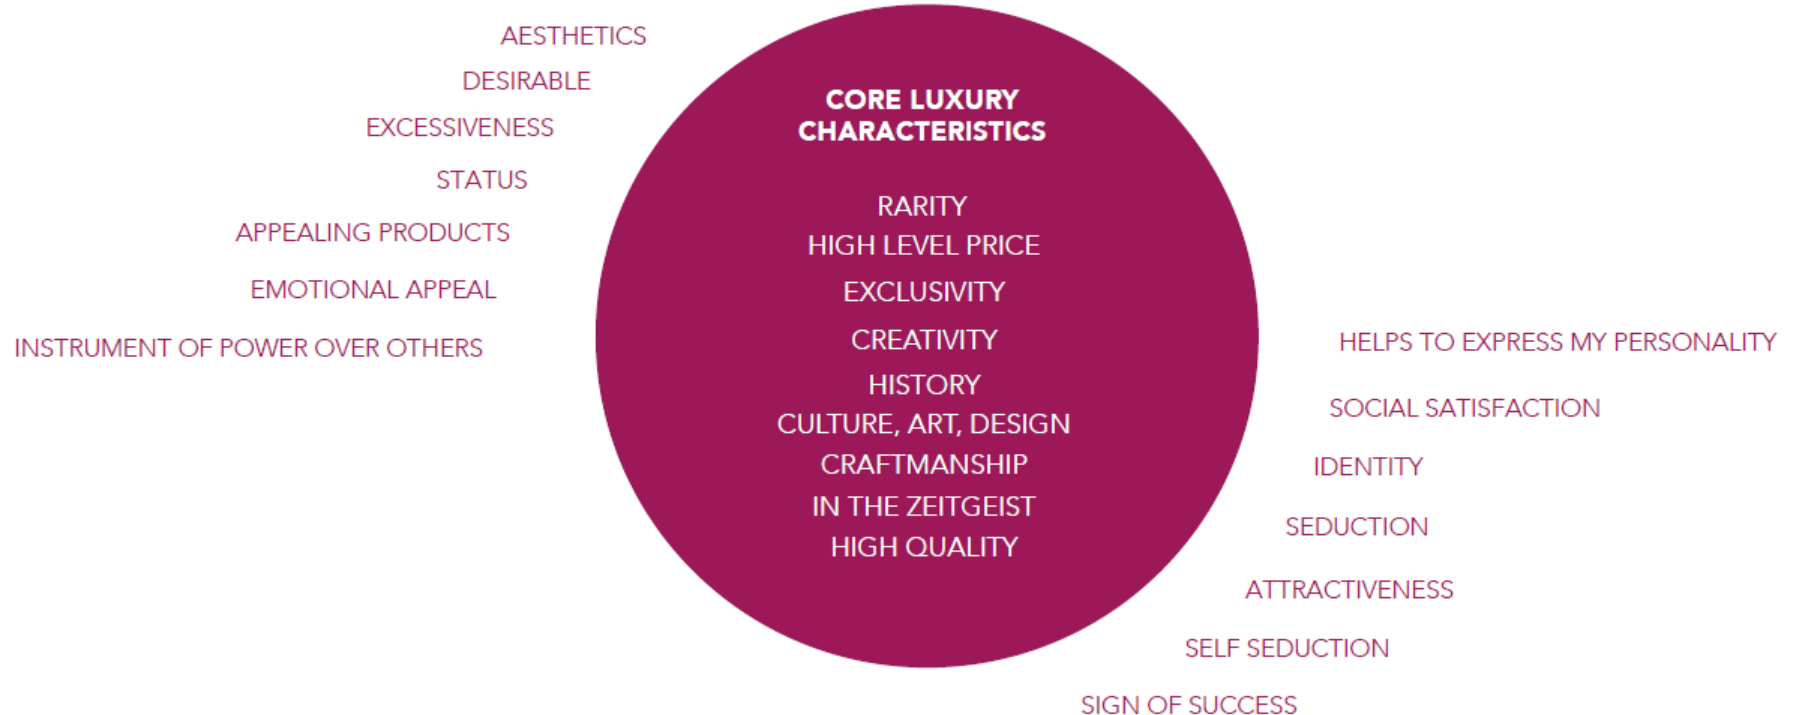 AESTHETICS
DESIRABLE
EXCESSIVENESS
STATUS
APPEALING PRODUCTS
EMOTIONAL APPEAL
INSTRUMENT OF POWER OVER OTHERS
CORE LUXURY
CHARACTERISTICS
RARITY
HIGH LEVEL PRICE
EXCLUSIVITY
CREATIVITY
HISTORY
CULTURE, ART, DESIGN
CRAFTMANSHIP
IN THE ZEITGEIST
HIGH QUALITY
HELPS TO EXPRESS MY PERSONALITY
SOCIAL SATISFACTION
IDENTITY
SEDUCTION
ATTRACTIVENESS
SELF SEDUCTION
SIGN OF SUCCESS